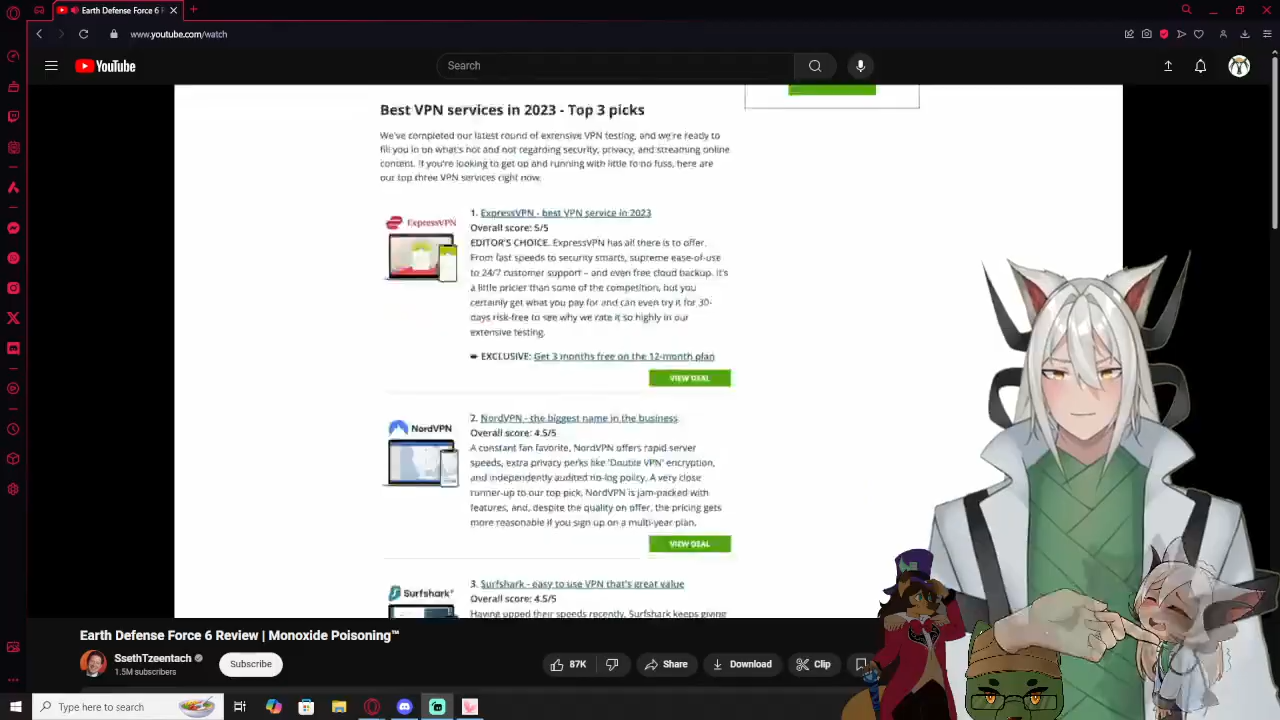 Earth Defense Force 6 R
www.youtube.com/watch
YouTube
Search
Best VPN services in 2023 - Top 3 picks
We've completed our latest round of extensive VPN testing, and we're ready to
fill you in on what's hot and not regarding security, privacy, and streaming online
content. If you're looking to get up and running with little to no fuss, here are
our top three VPN services right now.
ExpressVPN
1. ExpressVPN - best VPN service in 2023
Overall score: 5/5
EDITOR'S CHOICE. ExpressVPN has all there is to offer.
From fast speeds to security smarts, supreme ease-of-use
to 24/7 customer support – and even free cloud backup. It's
a little pricier than some of the competition, but you
certainly get what you pay for and can even try it for 30-
days risk-free to see why we rate it so highly in our
extensive testing.
➨ EXCLUSIVE: Get 3 months free on the 12-month plan
VIEW DEAL
NordVPN
2. NordVPN - the biggest name in the business
Overall score: 4.5/5
A constant fan favorite, NordVPN offers rapid server
speeds, extra privacy perks like 'Double VPN' encryption,
and independently audited no-log policy. A very close
runner-up to our top pick, NordVPN is jam-packed with
features, and, despite the quality on offer, the pricing gets
more reasonable if you sign up on a multi-year plan.
VIEW DEAL
Surfshark
3. Surfshark - easy to use VPN that's great value
Overall score: 4.5/5
Having upped their speeds recently, Surfshark keeps giving
Earth Defense Force 6 Review | Monoxide Poisoning™
SsethTzeentach
1.5M subscribers
Subscribe
87K
Share
Download
Clip
Type here to search